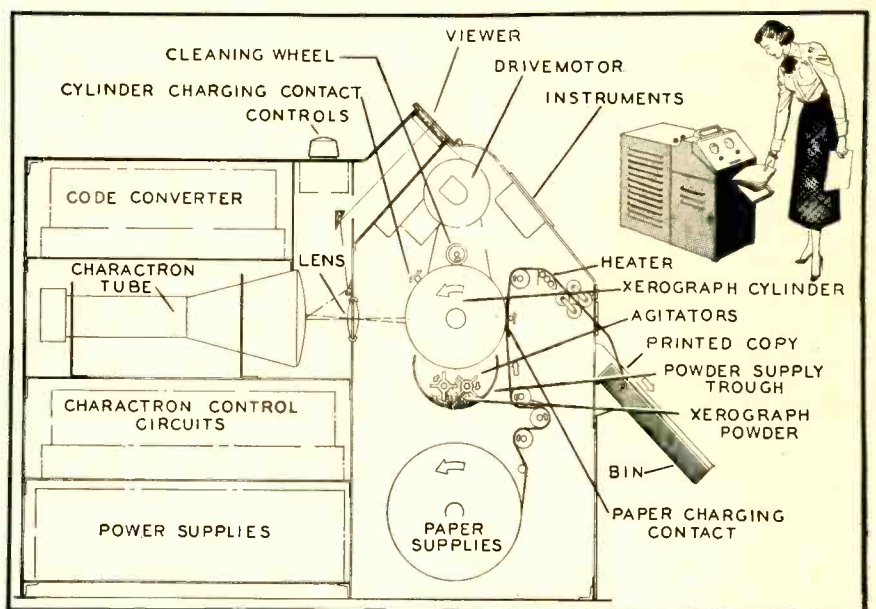 VIEWER
CLEANING WHEEL
DRIVEMOTOR
CYLINDER CHARGING CONTACT
INSTRUMENTS
CONTROLS
CODE CONVERTER
CHARACTRON
TUBE
LENS
HEATER
XEROGRAPH CYLINDER
AGITATORS
PRINTED COPY
POWDER SUPPLY
TROUGH
XEROGRAPH
POWDER
CHARACTRON CONTROL
CIRCUITS
BIN
PAPER CHARGING
CONTACT
POWER SUPPLIES
PAPER
SUPPLIES